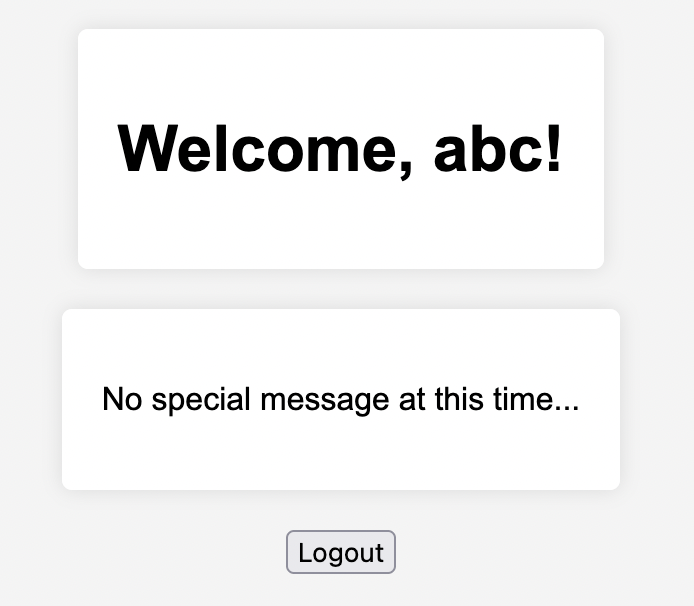 Welcome, abc!
No special message at this time...
Logout